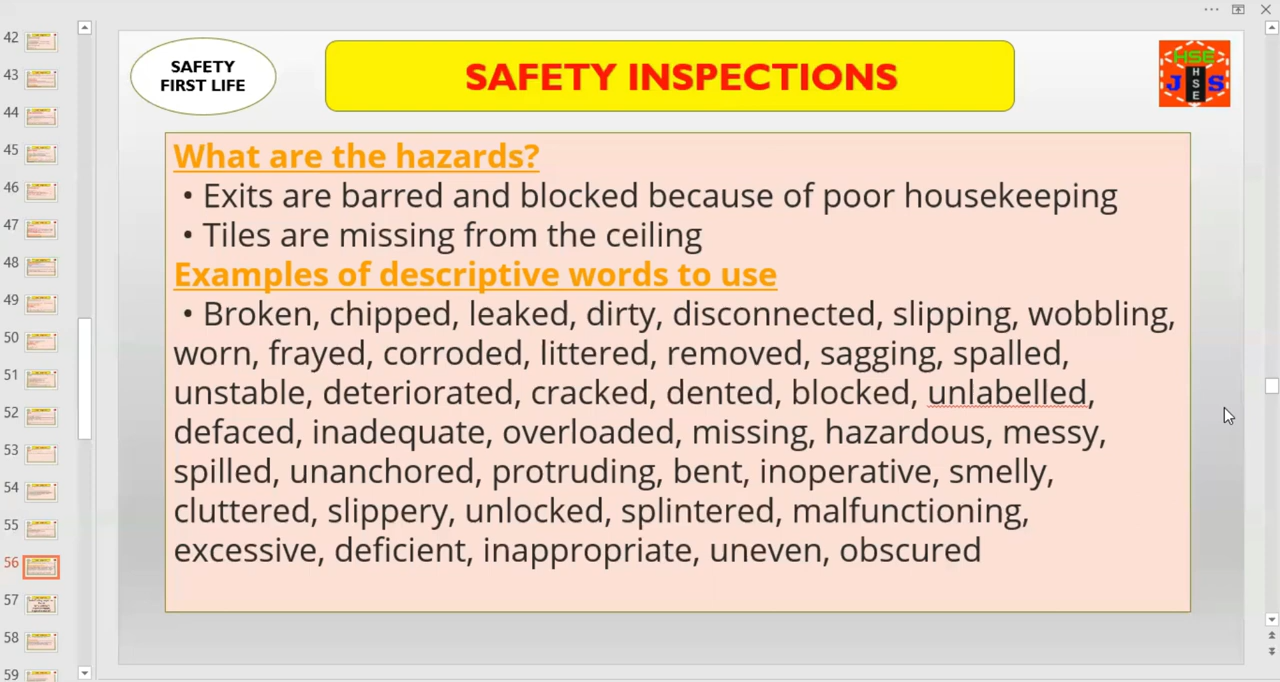 42
43
44
45
46
47
48
49
50
51
52
53
54
55
56
57
58
59
SAFETY
FIRST LIFE
SAFETY INSPECTIONS
HSE
J HSE S
What are the hazards?
• Exits are barred and blocked because of poor housekeeping
• Tiles are missing from the ceiling
Examples of descriptive words to use
• Broken, chipped, leaked, dirty, disconnected, slipping, wobbling,
worn, frayed, corroded, littered, removed, sagging, spalled,
unstable, deteriorated, cracked, dented, blocked, unlabelled,
defaced, inadequate, overloaded, missing, hazardous, messy,
spilled, unanchored, protruding, bent, inoperative, smelly,
cluttered, slippery, unlocked, splintered, malfunctioning,
excessive, deficient, inappropriate, uneven, obscured